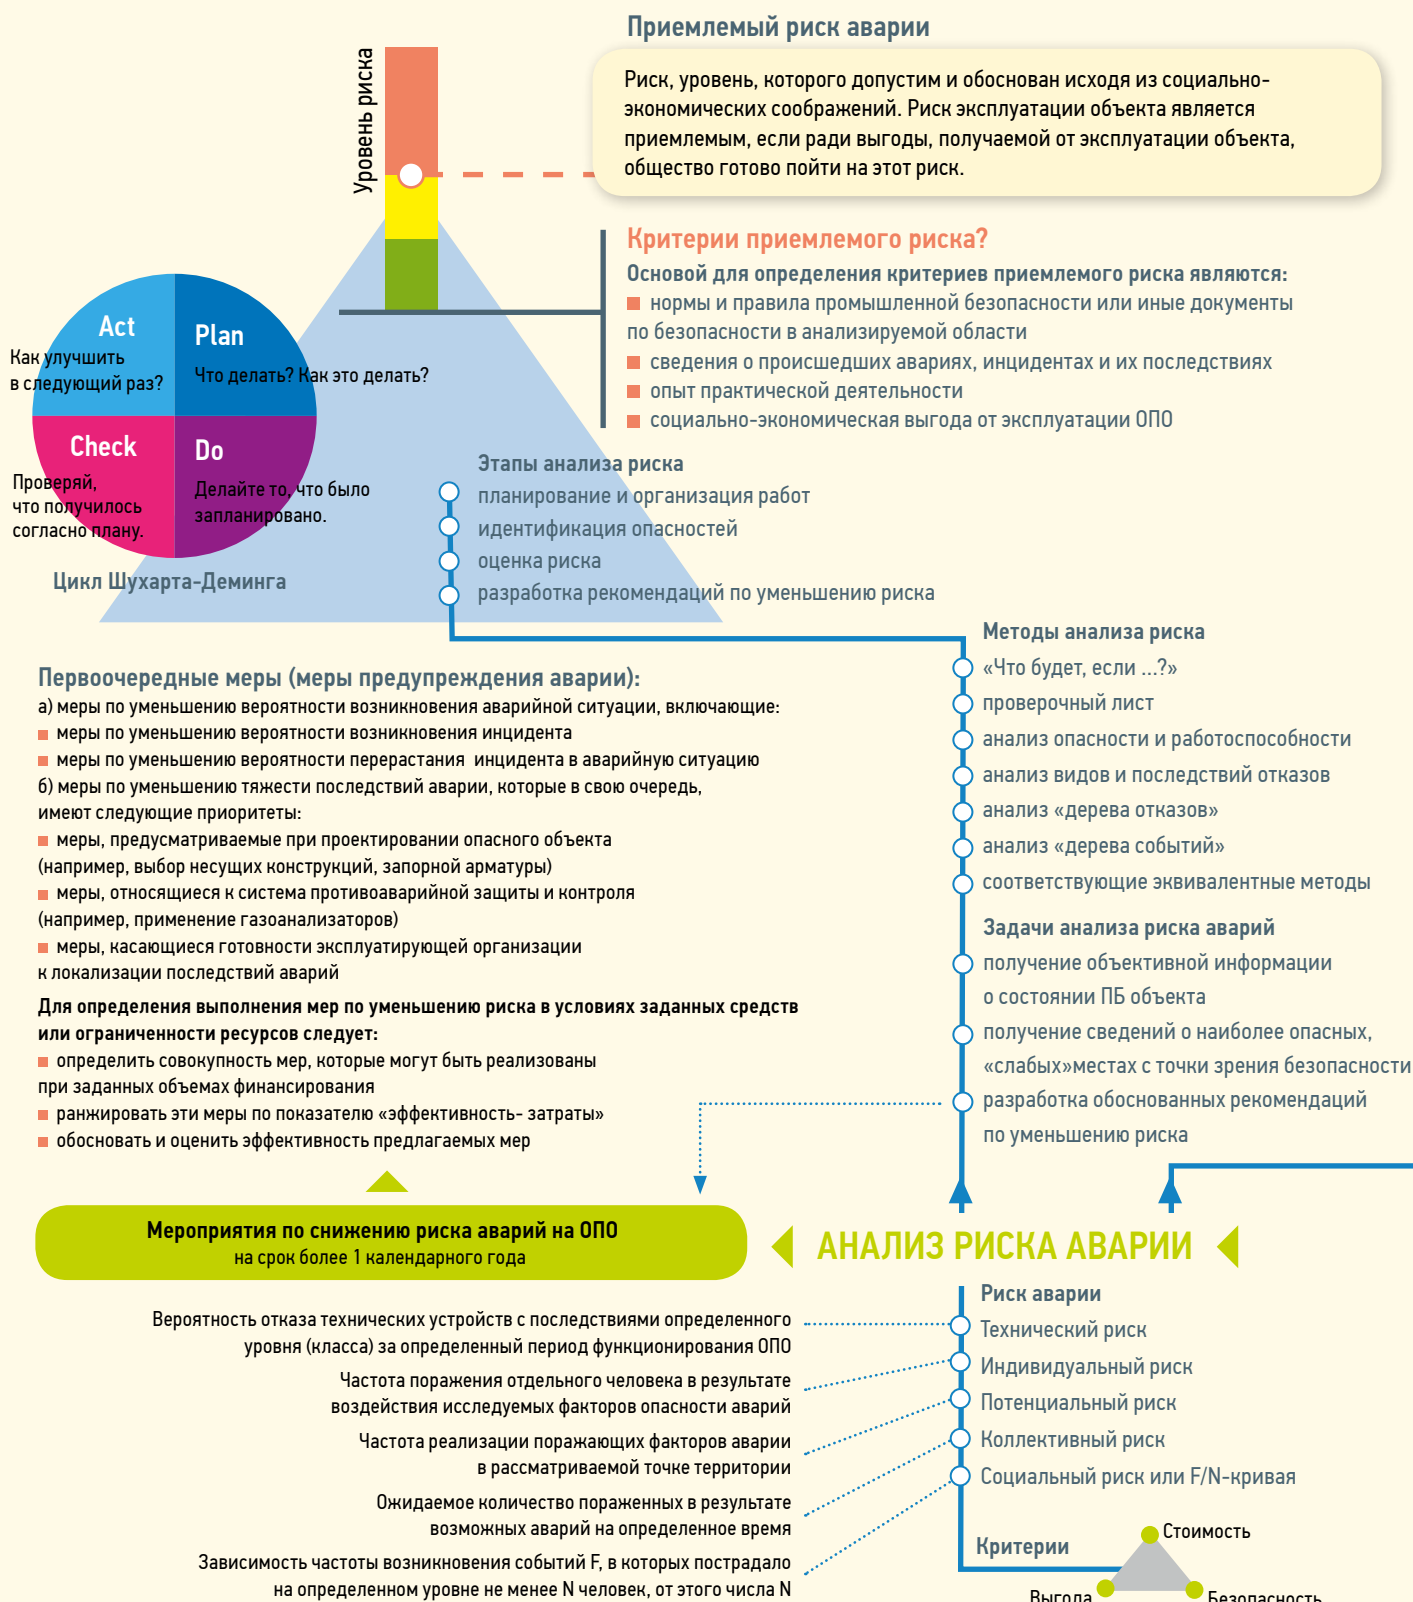 Приемлемый риск аварии
Уровень риска
Риск, уровень, которого допустим и обоснован исходя из социально-
экономических соображений. Риск эксплуатации объекта является
приемлемым, если ради выгоды, получаемой от эксплуатации объекта,
общество готово пойти на этот риск.
Критерии приемлемого риска?
Основой для определения критериев приемлемого риска являются:
нормы и правила промышленной безопасности или иные документы
по безопасности в анализируемой области
сведения о происшедших авариях, инцидентах и их последствиях
опыт практической деятельности
социально-экономическая выгода от эксплуатации ОПО
Act
Как улучшить
в следующий раз?
Plan
Что делать? Как это делать?
Check
Проверяй,
что получилось
согласно плану.
Do
Делайте то, что было
запланировано.
Цикл Шухарта-Деминга
Этапы анализа риска
планирование и организация работ
идентификация опасностей
оценка риска
разработка рекомендаций по уменьшению риска
Методы анализа риска
«Что будет, если ...?»
проверочный лист
анализ опасности и работоспособности
анализ видов и последствий отказов
анализ «дерева отказов»
анализ «дерева событий»
соответствующие эквивалентные методы
Задачи анализа риска аварий
получение объективной информации
о состоянии ПБ объекта
получение сведений о наиболее опасных,
«слабых»местах с точки зрения безопасности
разработка обоснованных рекомендаций
по уменьшению риска
Первоочередные меры (меры предупреждения аварии):
а) меры по уменьшению вероятности возникновения аварийной ситуации, включающие:
меры по уменьшению вероятности возникновения инцидента
меры по уменьшению вероятности перерастания инцидента в аварийную ситуацию
б) меры по уменьшению тяжести последствий аварии, которые в свою очередь,
имеют следующие приоритеты:
меры, предусматриваемые при проектировании опасного объекта
(например, выбор несущих конструкций, запорной арматуры)
меры, относящиеся к система противоаварийной защиты и контроля
(например, применение газоанализаторов)
меры, касающиеся готовности эксплуатирующей организации
к локализации последствий аварий
Для определения выполнения мер по уменьшению риска в условиях заданных средств
или ограниченности ресурсов следует:
определить совокупность мер, которые могут быть реализованы
при заданных объемах финансирования
ранжировать эти меры по показателю «эффективность- затраты»
обосновать и оценить эффективность предлагаемых мер
Мероприятия по снижению риска аварий на ОПО
на срок более 1 календарного года
АНАЛИЗ РИСКА АВАРИИ
Риск аварии
Технический риск
Индивидуальный риск
Потенциальный риск
Коллективный риск
Социальный риск или F/N-кривая
Вероятность отказа технических устройств с последствиями определенного
уровня (класса) за определенный период функционирования ОПО
Частота поражения отдельного человека в результате
воздействия исследуемых факторов опасности аварий
Частота реализации поражающих факторов аварии
в рассматриваемой точке территории
Ожидаемое количество пораженных в результате
возможных аварий на определенное время
Зависимость частоты возникновения событий F, в которых пострадало
на определенном уровне не менее N человек, от этого числа N
Критерии
Стоимость
Выгода
Безопасность